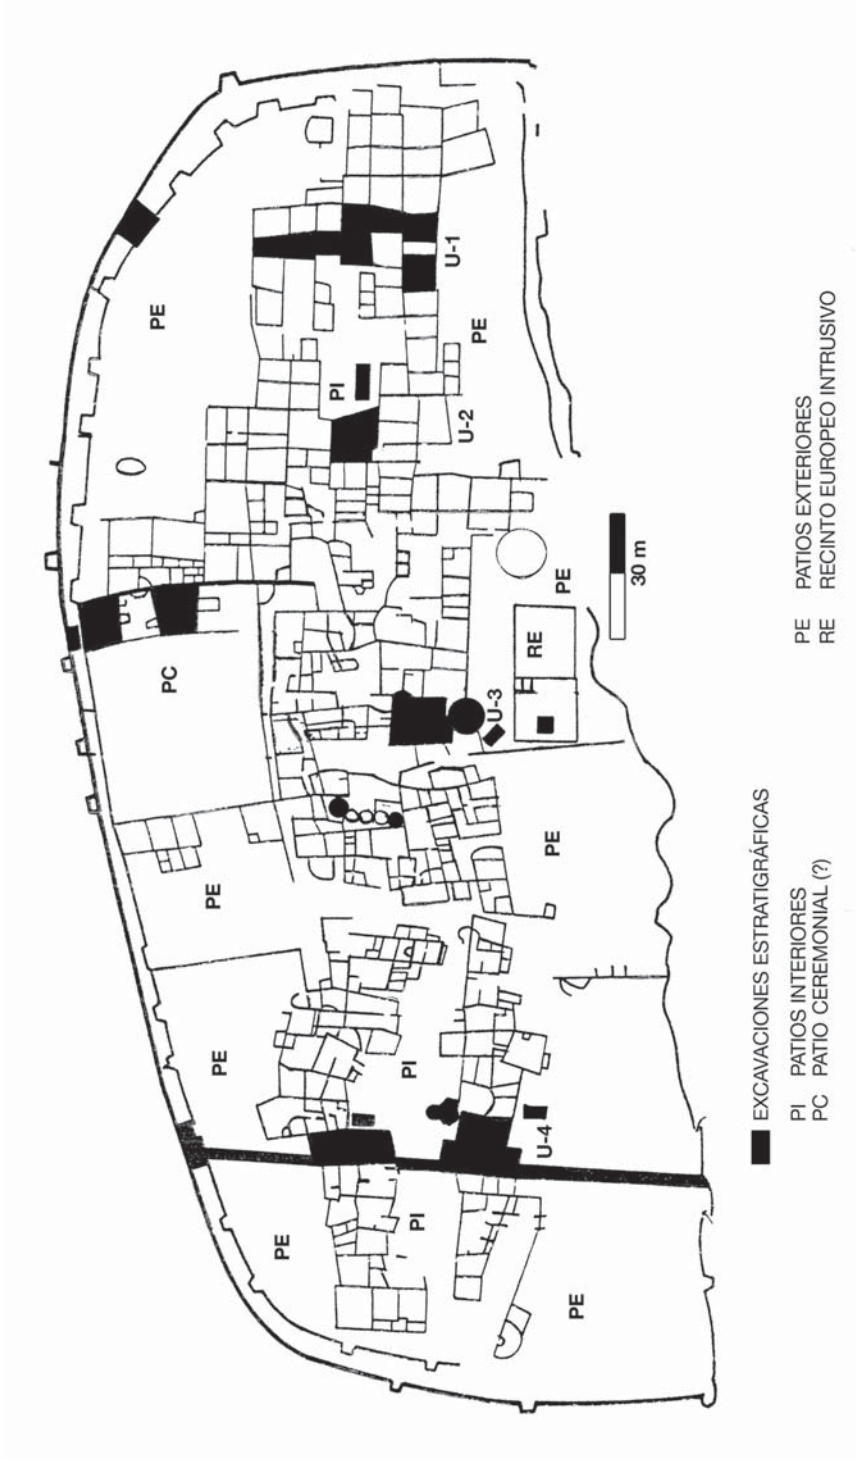 PE
PC
PE
PE
PE
PI
PI
PI
U-1
U-2
PE
U-3
RE
U-4
PE
PE
PE
30 m
EXCAVACIONES ESTRATIGRÁFICAS
PI PATIOS INTERIORES
PC PATIO CEREMONIAL (?)
PE PATIOS EXTERIORES
RE RECINTO EUROPEO INTRUSIVO